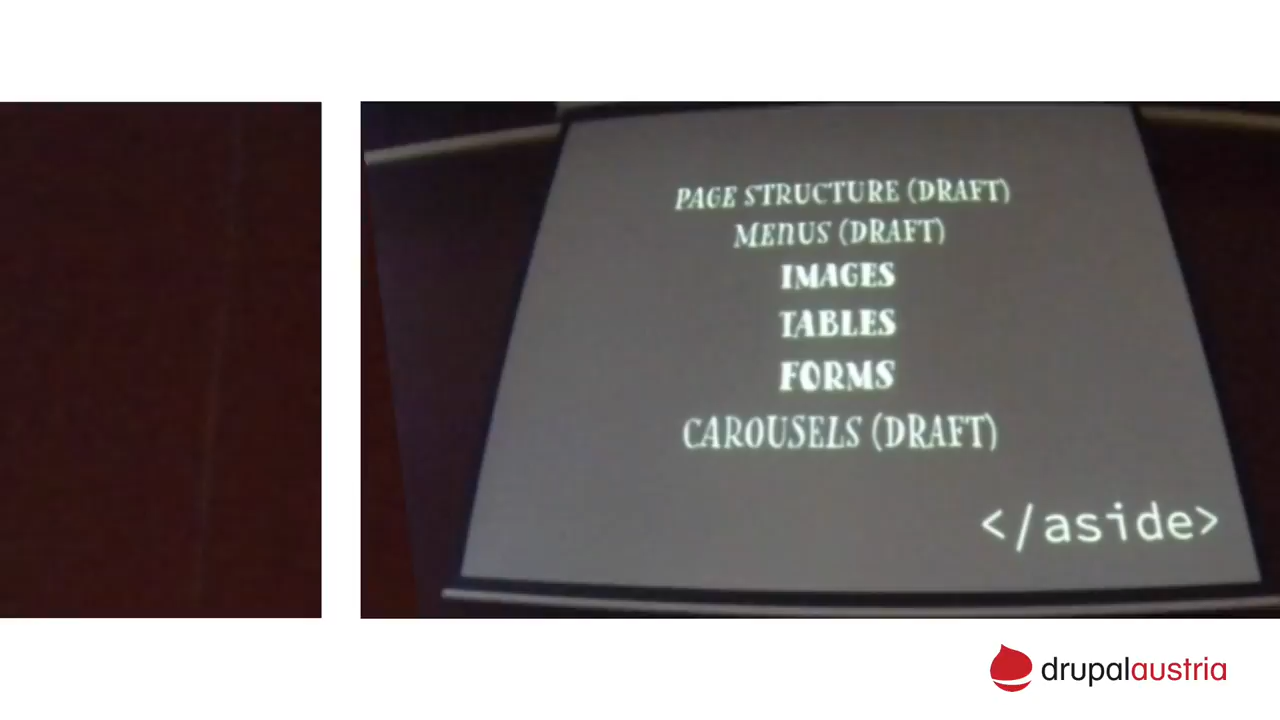 PAGE STRUCTURE (DRAFT)
MENUS (DRAFT)
IMAGES
TABLES
FORMS
CAROUSELS (DRAFT)
</aside>
drupalaustria